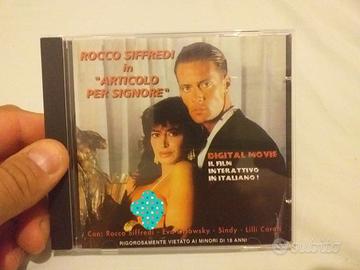 ROCCO SIFFREDI
in
"ARTICOLO
PER SIGNORE"
DIGITAL MOVIE
IL FILM
INTERATTIVO
IN ITALIANO!
Con: Rocco Siffredi - Eva Orlowsky - Sindy - Lilli Carati
RIGOROSAMENTE VIETATO AI MINORI DI 18 ANNI
subito